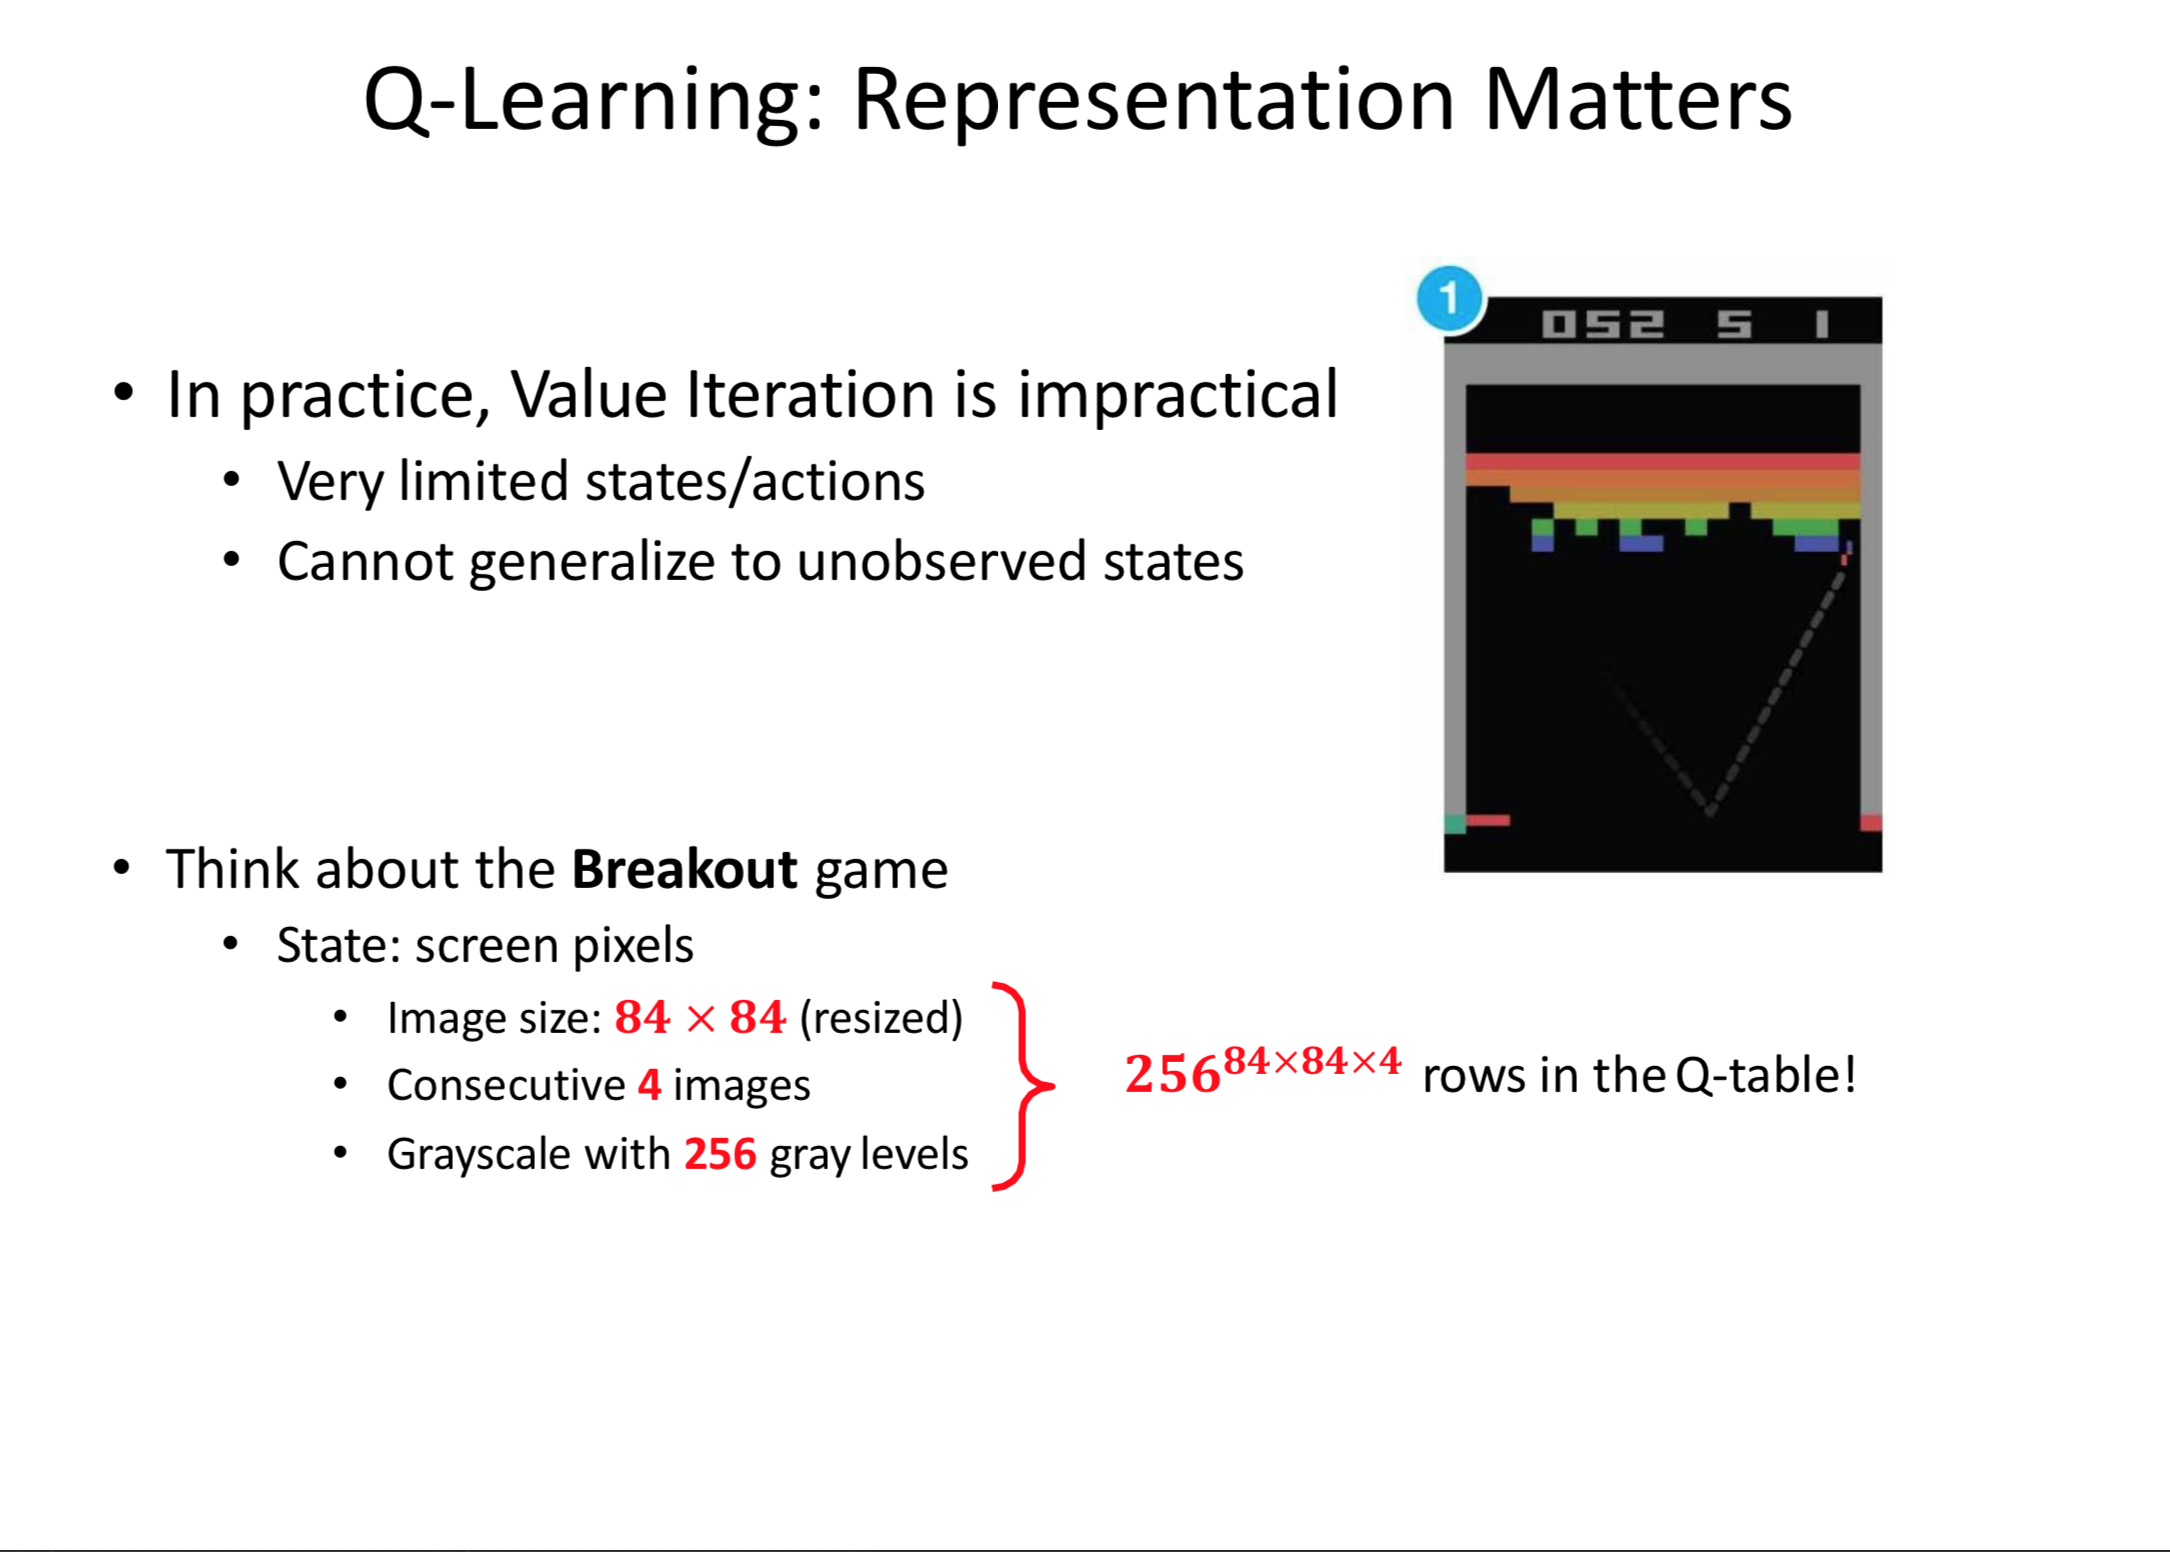 Q-Learning: Representation Matters
1
052 5 1
• In practice, Value Iteration is impractical
• Very limited states/actions
• Cannot generalize to unobserved states
• Think about the Breakout game
• State: screen pixels
• Image size: 84 × 84 (resized)
• Consecutive 4 images
• Grayscale with 256 gray levels
256^{84×84×4} rows in the Q-table!